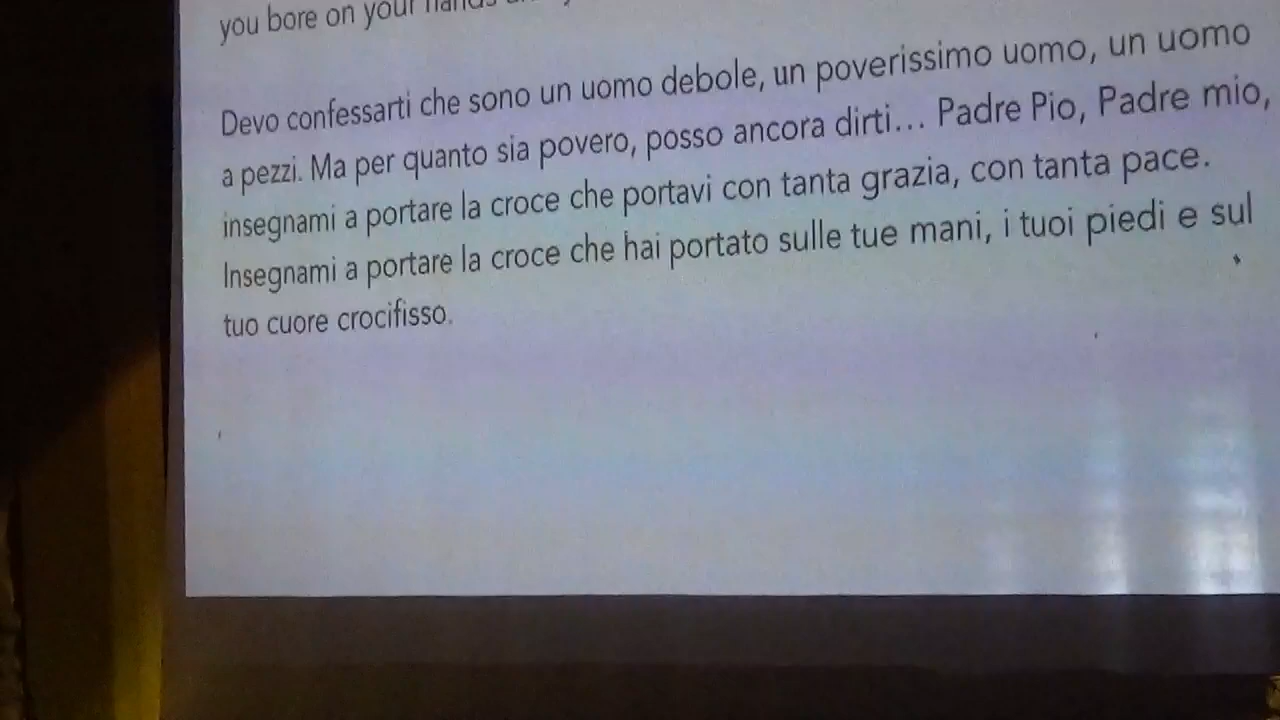 you bore on your hands
Devo confessarti che sono un uomo debole, un poverissimo uomo, un uomo
a pezzi. Ma per quanto sia povero, posso ancora dirti... Padre Pio, Padre mio,
insegnami a portare la croce che portavi con tanta grazia, con tanta pace.
Insegnami a portare la croce che hai portato sulle tue mani, i tuoi piedi e sul
tuo cuore crocifisso.